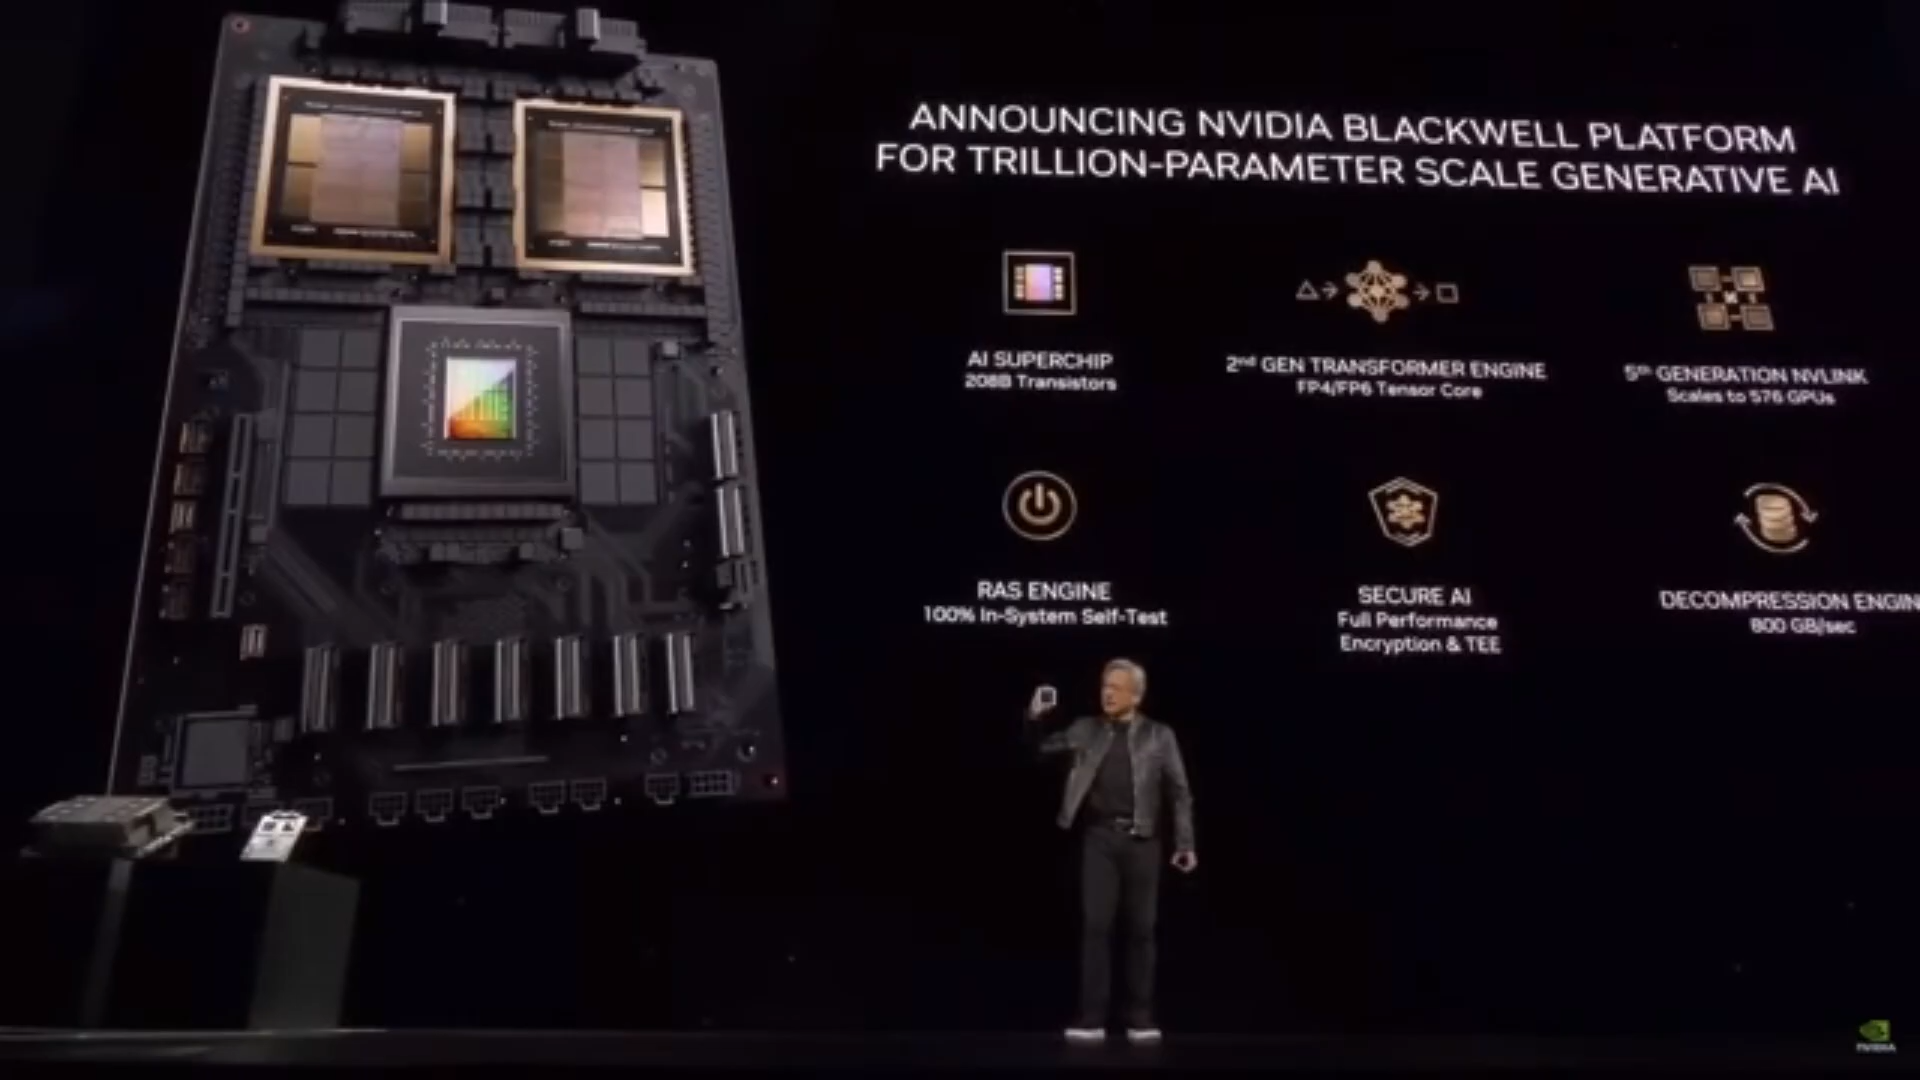 ANNOUNCING NVIDIA BLACKWELL PLATFORM
FOR TRILLION-PARAMETER SCALE GENERATIVE AI
AI SUPERCHIP
208B Transistors
2nd GEN TRANSFORMER ENGINE
FP4/FP6 Tensor Core
5th GENERATION NVLINK
Scales to 576 GPUs
RAS ENGINE
100% In-System Self-Test
SECURE AI
Full Performance
Encryption & TEE
DECOMPRESSION ENGIN
800 GB/sec
NVIDIA